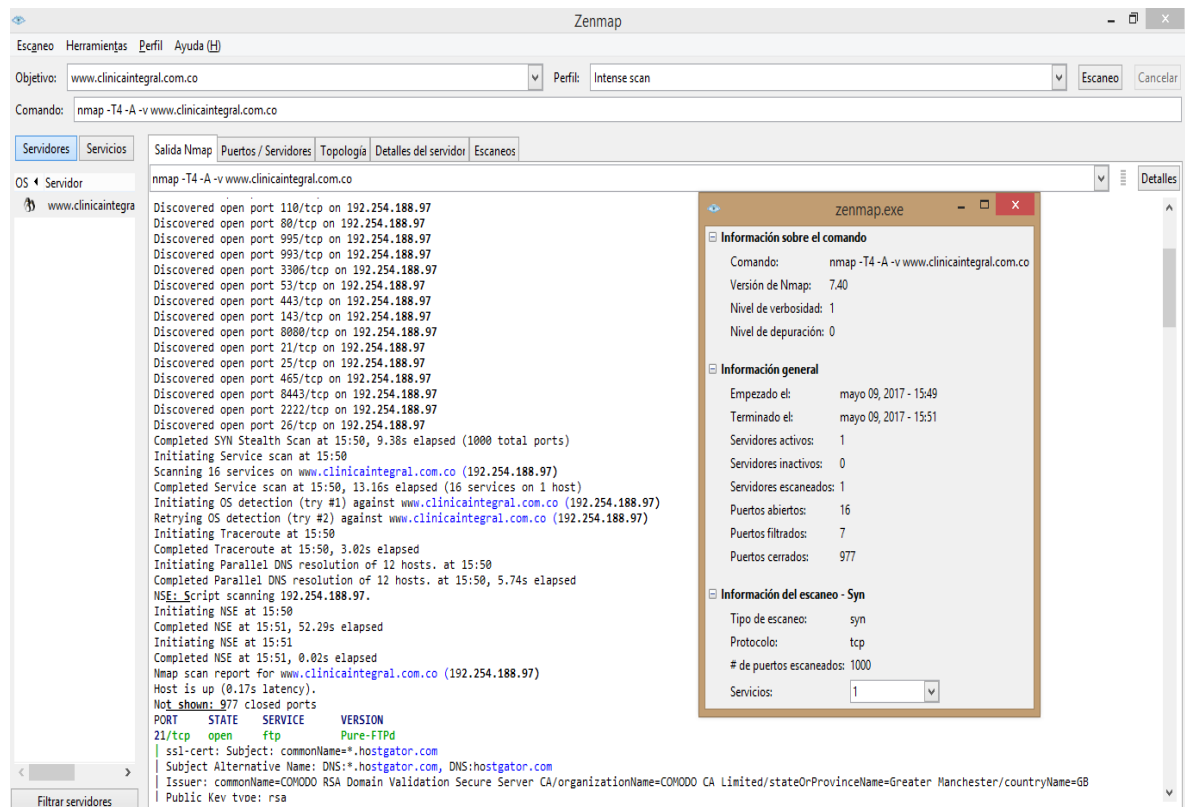 Zenmap
Escaneo Herramientas Perfil Ayuda (H)
Objetivo: www.clinicaintegral.com.co Perfil: Intense scan Escaneo Cancelar
Comando: nmap -T4 -A -v www.clinicaintegral.com.co
Servidores Servicios
OS Servidor
www.clinicaintegra
Filtrar servidores
Salida Nmap Puertos / Servidores Topología Detalles del servidor Escaneos
nmap -T4 -A -v www.clinicaintegral.com.co Detalles
Discovered open port 110/tcp on 192.254.188.97
Discovered open port 80/tcp on 192.254.188.97
Discovered open port 995/tcp on 192.254.188.97
Discovered open port 993/tcp on 192.254.188.97
Discovered open port 3306/tcp on 192.254.188.97
Discovered open port 53/tcp on 192.254.188.97
Discovered open port 443/tcp on 192.254.188.97
Discovered open port 143/tcp on 192.254.188.97
Discovered open port 8080/tcp on 192.254.188.97
Discovered open port 21/tcp on 192.254.188.97
Discovered open port 25/tcp on 192.254.188.97
Discovered open port 465/tcp on 192.254.188.97
Discovered open port 8443/tcp on 192.254.188.97
Discovered open port 2222/tcp on 192.254.188.97
Discovered open port 26/tcp on 192.254.188.97
Completed SYN Stealth Scan at 15:50, 9.38s elapsed (1000 total ports)
Initiating Service scan at 15:50
Scanning 16 services on www.clinicaintegral.com.co (192.254.188.97)
Completed Service scan at 15:50, 13.16s elapsed (16 services on 1 host)
Initiating OS detection (try #1) against www.clinicaintegral.com.co (192.254.188.97)
Retrying OS detection (try #2) against www.clinicaintegral.com.co (192.254.188.97)
Initiating Traceroute at 15:50
Completed Traceroute at 15:50, 3.02s elapsed
Initiating Parallel DNS resolution of 12 hosts. at 15:50
Completed Parallel DNS resolution of 12 hosts. at 15:50, 5.74s elapsed
NSE: Script scanning 192.254.188.97.
Initiating NSE at 15:50
Completed NSE at 15:51, 52.29s elapsed
Initiating NSE at 15:51
Completed NSE at 15:51, 0.02s elapsed
Nmap scan report for www.clinicaintegral.com.co (192.254.188.97)
Host is up (0.17s latency).
Not shown: 977 closed ports
PORT STATE SERVICE VERSION
21/tcp open ftp Pure-FTPd
| ssl-cert: Subject: commonName=*.hostgator.com
| Subject Alternative Name: DNS:*.hostgator.com, DNS:hostgator.com
| Issuer: commonName=COMODO RSA Domain Validation Secure Server CA/organizationName=COMODO CA Limited/stateOrProvinceName=Greater Manchester/countryName=GB
| Public Key type: rsa
zenmap.exe
Información sobre el comando
Comando: nmap -T4 -A -v www.clinicaintegral.com.co
Versión de Nmap: 7.40
Nivel de verbosidad: 1
Nivel de depuración: 0
Información general
Empezado el: mayo 09, 2017 - 15:49
Terminado el: mayo 09, 2017 - 15:51
Servidores activos: 1
Servidores inactivos: 0
Servidores escaneados: 1
Puertos abiertos: 16
Puertos filtrados: 7
Puertos cerrados: 977
Información del escaneo - Syn
Tipo de escaneo: syn
Protocolo: tcp
# de puertos escaneados: 1000
Servicios: 1